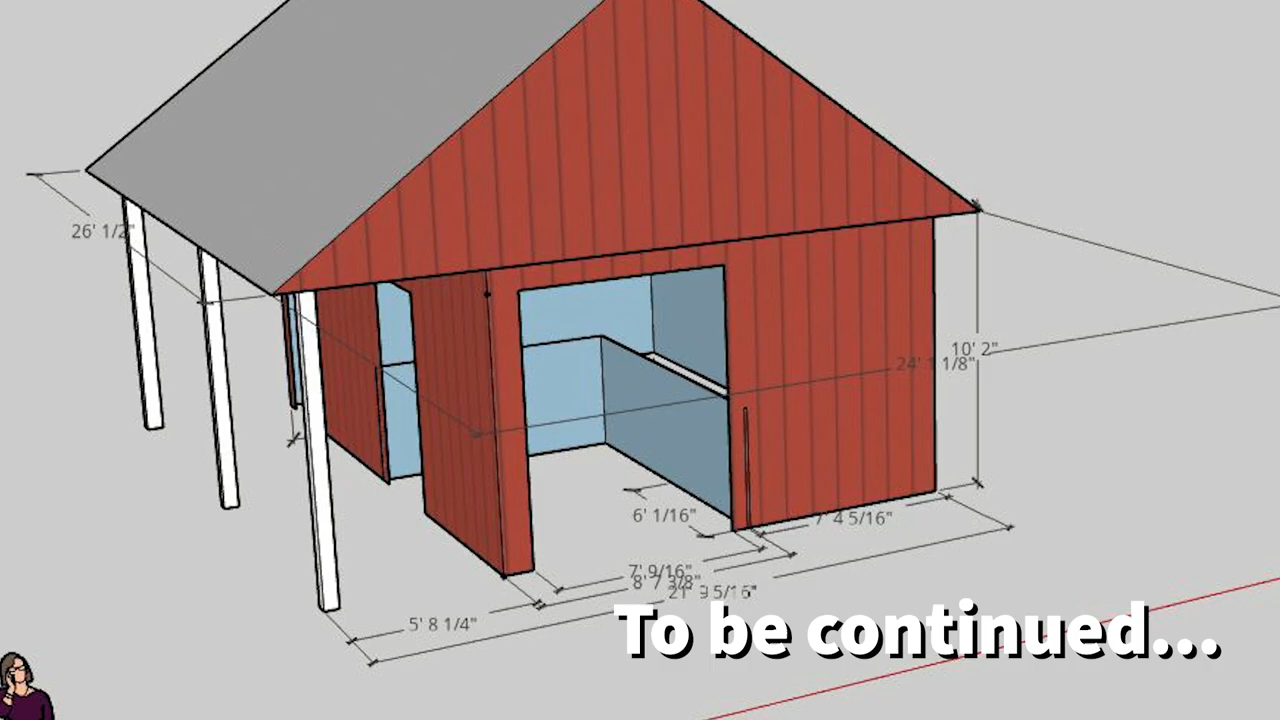 26' 1/2"
10' 2"
24' 1 1/8"
6' 1/16"
7' 4 5/16"
7' 9/16"
8' 7 3/8"
21' 9 5/16"
5' 8 1/4"
To be continued...